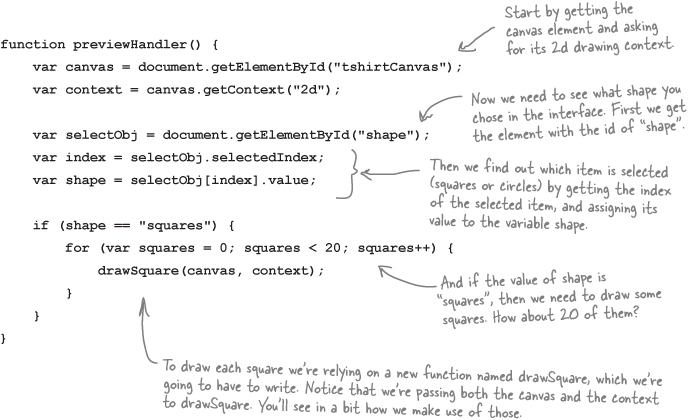 Start by getting the
canvas element and asking
for its 2d drawing context.
function previewHandler() {
var canvas = document.getElementById("tshirtCanvas");
var context = canvas.getContext("2d");
Now we need to see what shape you
chose in the interface. First we get
the element with the id of "shape".
var selectObj = document.getElementById("shape");
var index = selectObj.selectedIndex;
var shape = selectObj[index].value;
Then we find out which item is selected
(squares or circles) by getting the index
of the selected item, and assigning its
value to the variable shape.
if (shape == "squares") {
for (var squares = 0; squares < 20; squares++) {
drawSquare(canvas, context);
}
}
}
And if the value of shape is
"squares", then we need to draw some
squares. How about 20 of them?
To draw each square we're relying on a new function named drawSquare, which we're
going to have to write. Notice that we're passing both the canvas and the context
to drawSquare. You'll see in a bit how we make use of those.